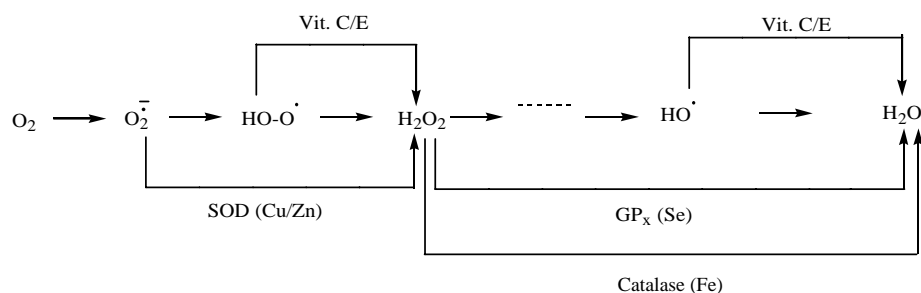 Vit. C/E
Vit. C/E
O₂ O₂•̄ HO-O• H₂O₂ HO• H₂O
SOD (Cu/Zn)
GPₓ (Se)
Catalase (Fe)